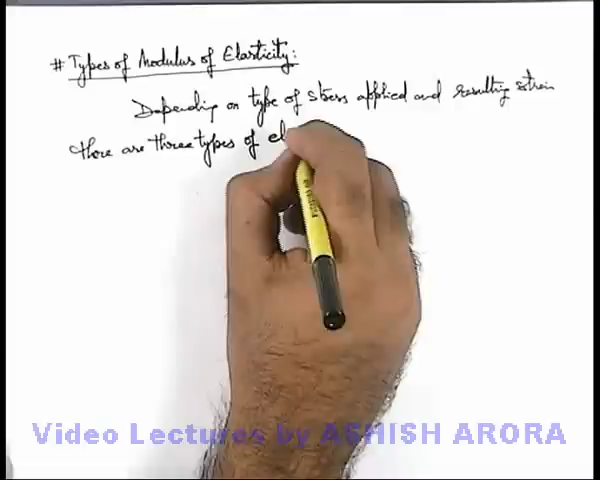 # Types of Modulus of Elasticity:
Depending on type of stress applied and resulting strain
there are three types of el
Video Lectures by ASHISH ARORA